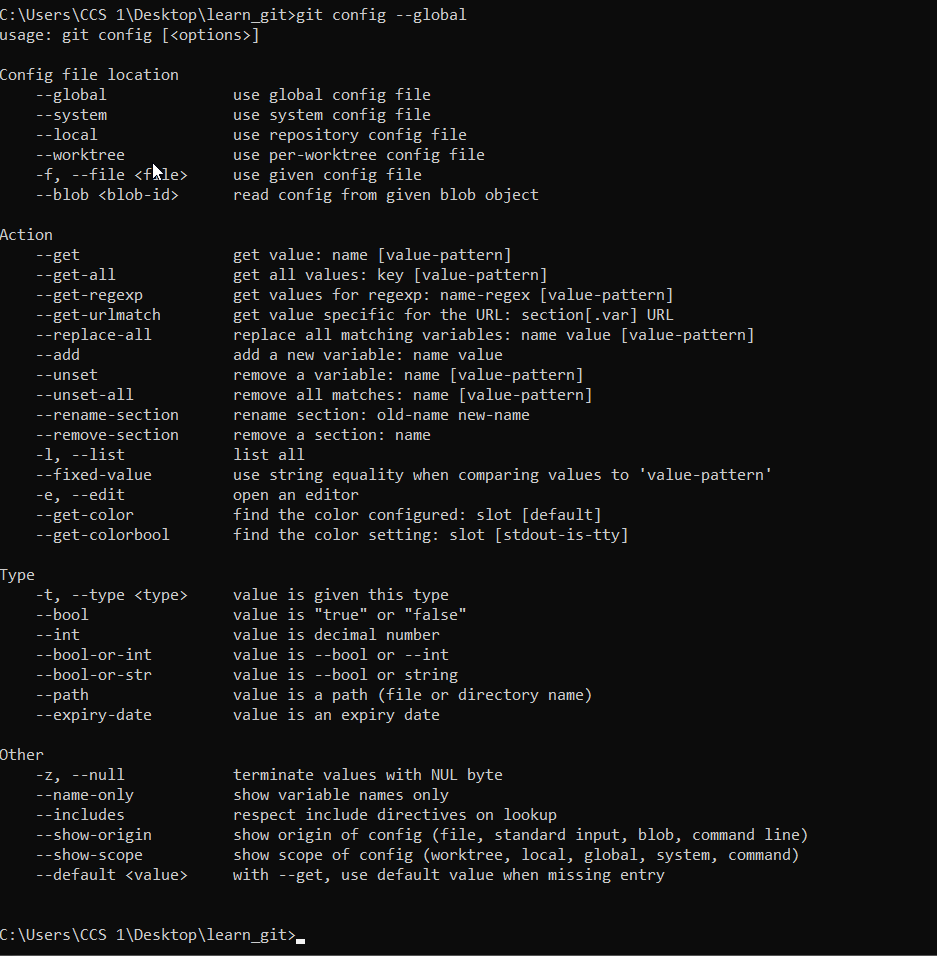 C:\Users\CCS 1\Desktop\learn_git>git config --global
usage: git config [<options>]

Config file location
    --global              use global config file
    --system              use system config file
    --local               use repository config file
    --worktree            use per-worktree config file
    -f, --file <file>     use given config file
    --blob <blob-id>      read config from given blob object

Action
    --get                 get value: name [value-pattern]
    --get-all             get all values: key [value-pattern]
    --get-regexp          get values for regexp: name-regex [value-pattern]
    --get-urlmatch        get value specific for the URL: section[.var] URL
    --replace-all         replace all matching variables: name value [value-pattern]
    --add                 add a new variable: name value
    --unset               remove a variable: name [value-pattern]
    --unset-all           remove all matches: name [value-pattern]
    --rename-section      rename section: old-name new-name
    --remove-section      remove a section: name
    -l, --list            list all
    --fixed-value         use string equality when comparing values to 'value-pattern'
    -e, --edit            open an editor
    --get-color           find the color configured: slot [default]
    --get-colorbool       find the color setting: slot [stdout-is-tty]

Type
    -t, --type <type>     value is given this type
    --bool                value is "true" or "false"
    --int                 value is decimal number
    --bool-or-int         value is --bool or --int
    --bool-or-str         value is --bool or string
    --path                value is a path (file or directory name)
    --expiry-date         value is an expiry date

Other
    -z, --null            terminate values with NUL byte
    --name-only           show variable names only
    --includes            respect include directives on lookup
    --show-origin         show origin of config (file, standard input, blob, command line)
    --show-scope          show scope of config (worktree, local, global, system, command)
    --default <value>     with --get, use default value when missing entry

C:\Users\CCS 1\Desktop\learn_git>